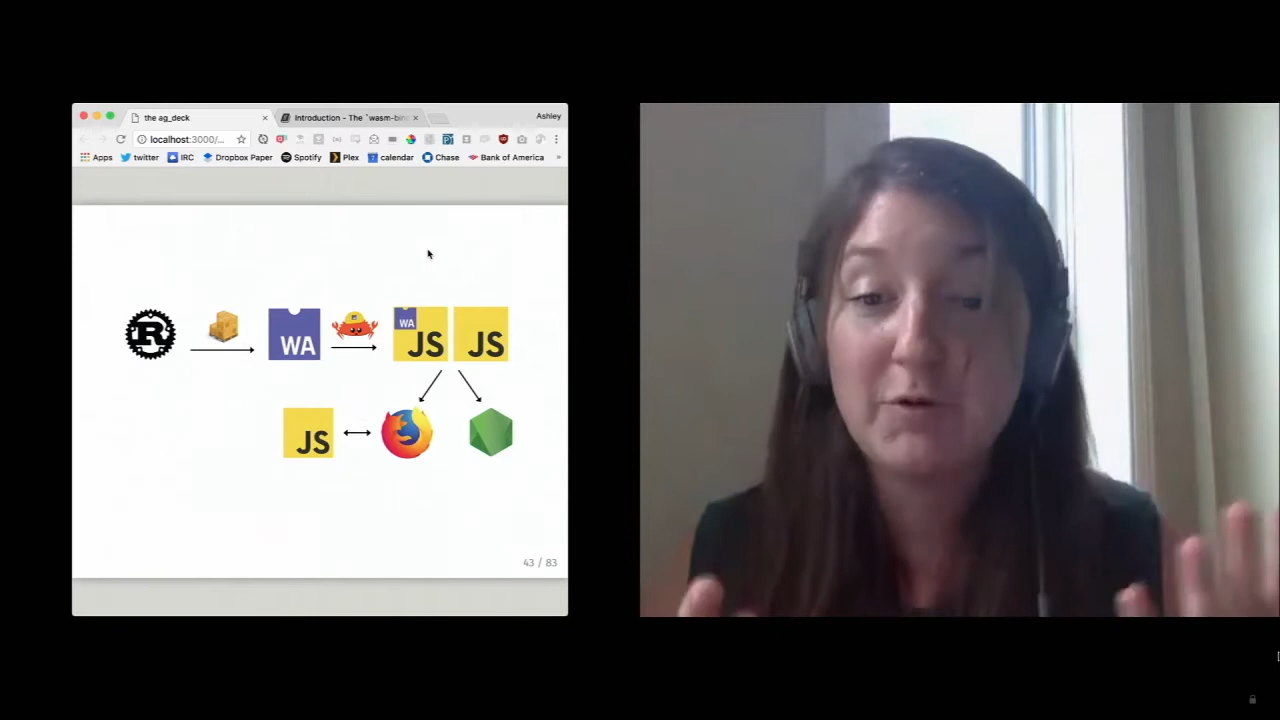 the ag_deck
Introduction - The `wasm-bin
Ashley
localhost:3000/...
Apps twitter IRC Dropbox Paper Spotify Plex calendar Chase Bank of America »
R
WA
WA
JS
JS
JS
43 / 83